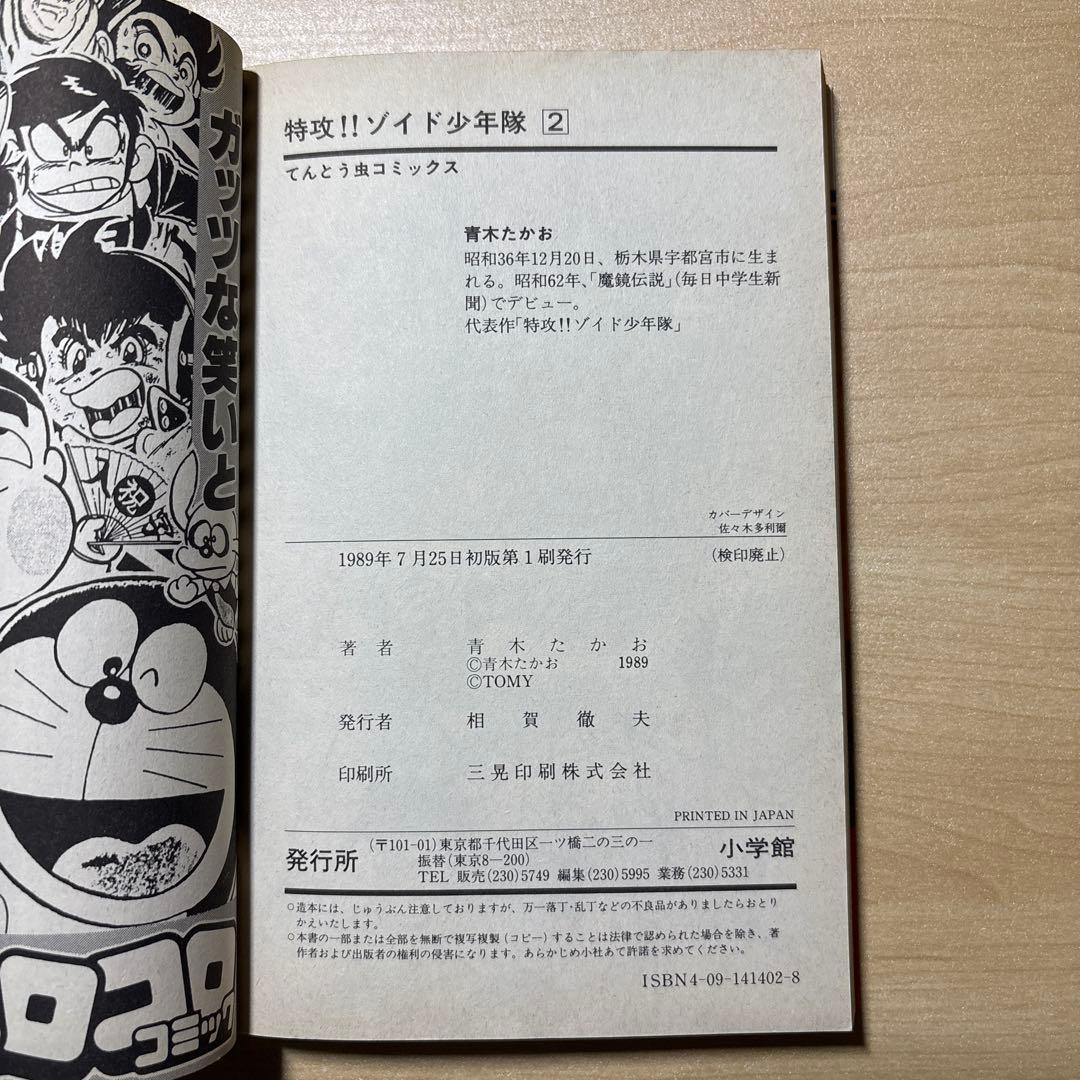 ガッツな笑いと
祝
コロコロ
コミック
特攻!!ゾイド少年隊 2
てんとう虫コミックス
青木たかお
昭和36年12月20日、栃木県宇都宮市に生ま
れる。昭和62年、「魔鏡伝説」(毎日中学生新
聞)でデビュー。
代表作「特攻!!ゾイド少年隊」
カバーデザイン
佐々木多利爾
1989年7月25日初版第1刷発行 (検印廃止)
著者 青木たかお
©青木たかお 1989
©TOMY
発行者 相賀徹夫
印刷所 三晃印刷株式会社
PRINTED IN JAPAN
発行所 (〒101-01)東京都千代田区一ツ橋二の三の一 小学館
振替(東京8—200)
TEL 販売(230)5749 編集(230)5995 業務(230)5331
○造本には、じゅうぶん注意しておりますが、万一落丁・乱丁などの不良品がありましたらおとり
かえいたします。
○本書の一部または全部を無断で複写複製(コピー)することは法律で認められた場合を除き、著
作者および出版者の権利の侵害になります。あらかじめ小社あて許諾を求めてください。
ISBN4-09-141402-8